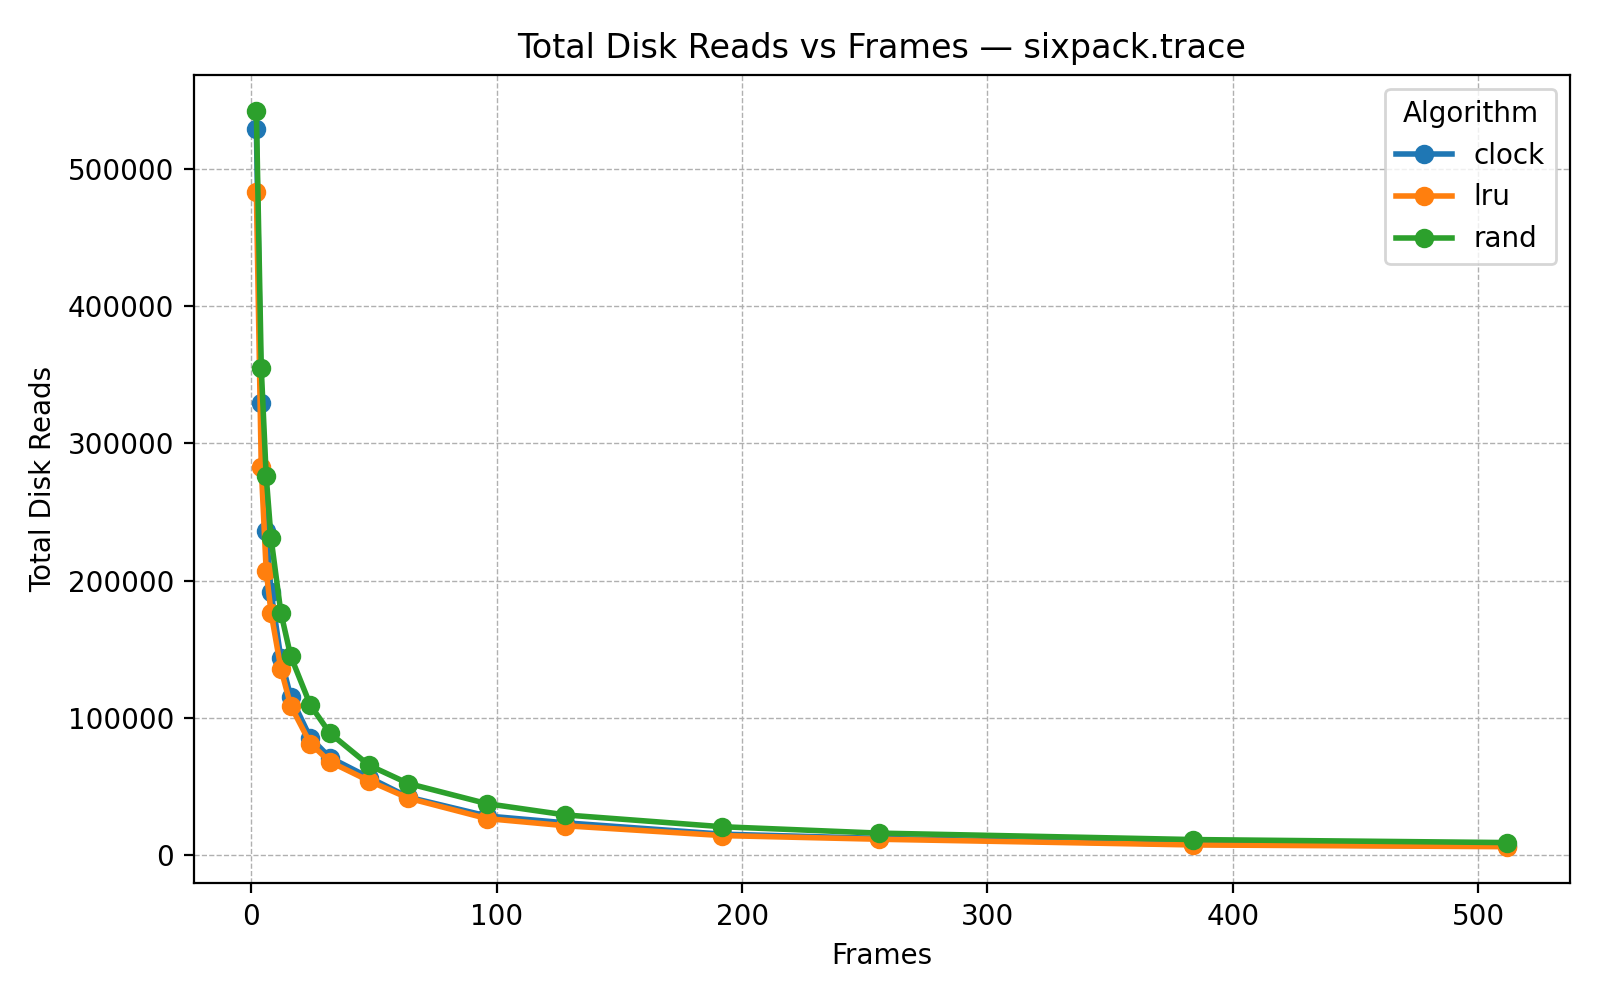 Total Disk Reads vs Frames — sixpack.trace
Algorithm
clock
lru
rand
Total Disk Reads
500000
400000
300000
200000
100000
0
0 100 200 300 400 500
Frames